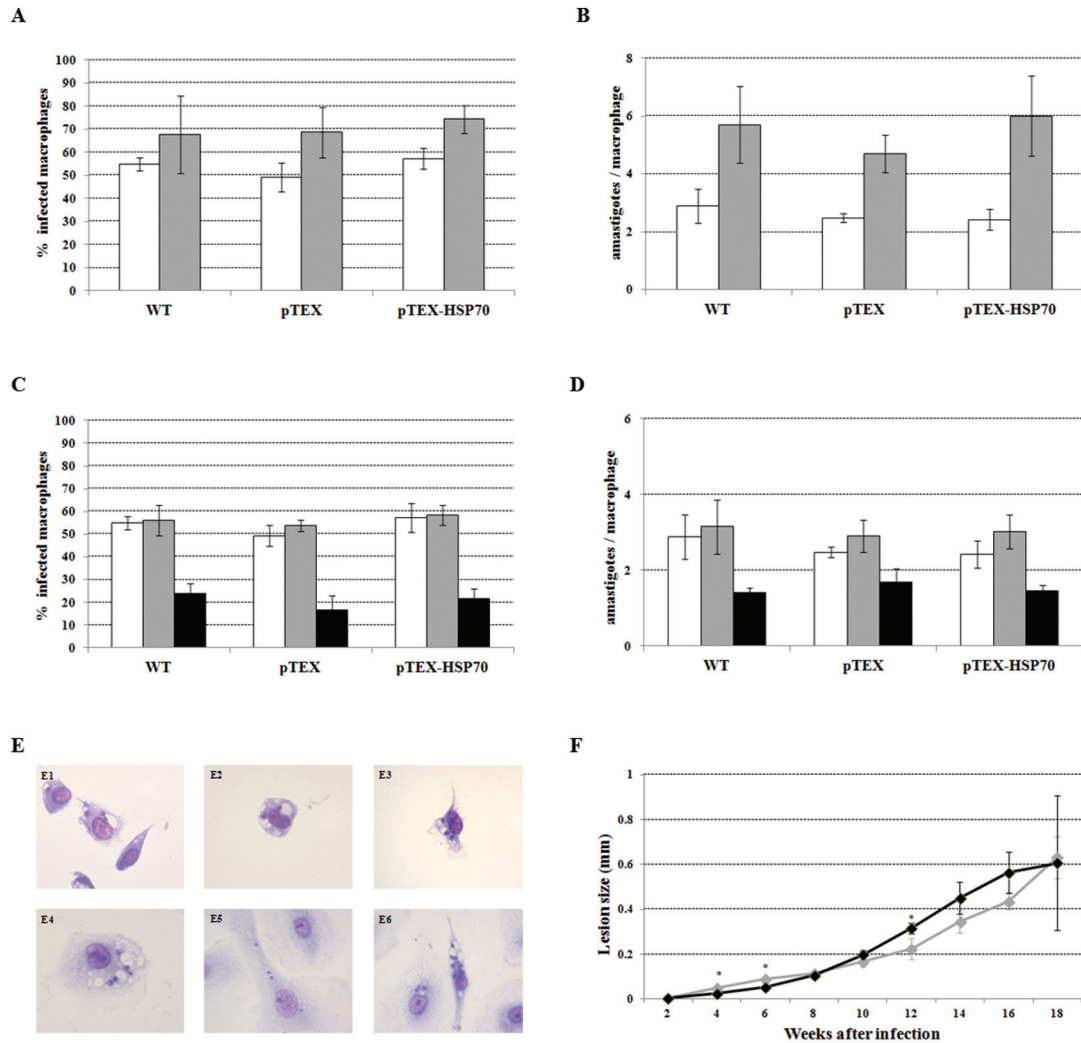 A
% infected macrophages
100
90
80
70
60
50
40
30
20
10
0
WT
pTEX
pTEX-HSP70
B
amastigotes / macrophage
8
6
4
2
0
WT
pTEX
pTEX-HSP70
C
% infected macrophages
100
90
80
70
60
50
40
30
20
10
0
WT
pTEX
pTEX-HSP70
D
amastigotes / macrophage
6
4
2
0
WT
pTEX
pTEX-HSP70
E
E1
E2
E3
E4
E5
E6
F
Lesion size (mm)
1
0.8
0.6
0.4
0.2
0
*
*
*
2
4
6
8
10
12
14
16
18
Weeks after infection